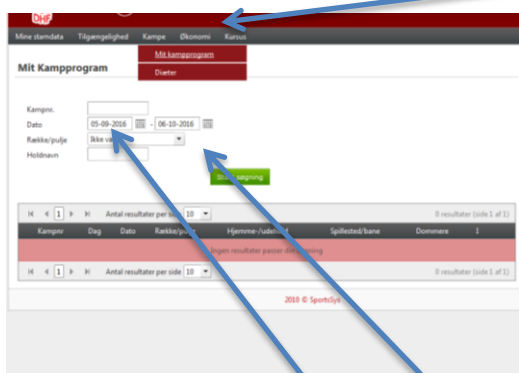 DHF
Mine stamdata Tilgængelighed Kampe Økonomi Kursus
Mit kampprogram
Diæter
Mit Kampprogram
Kampnr.
Dato 05-09-2016 - 06-10-2016
Række/pulje Ikke
Holdnavn
Start søgning
1 Antal resultater per side 10 0 resultater (side 1 af 1)
Kampnr Dag Dato Række/pulje Hjemme-/udehold Spillested/bane Dommere
Ingen resultater passer din søgning
1 Antal resultater per side 10 0 resultater (side 1 af 1)
2010 © SportsSys